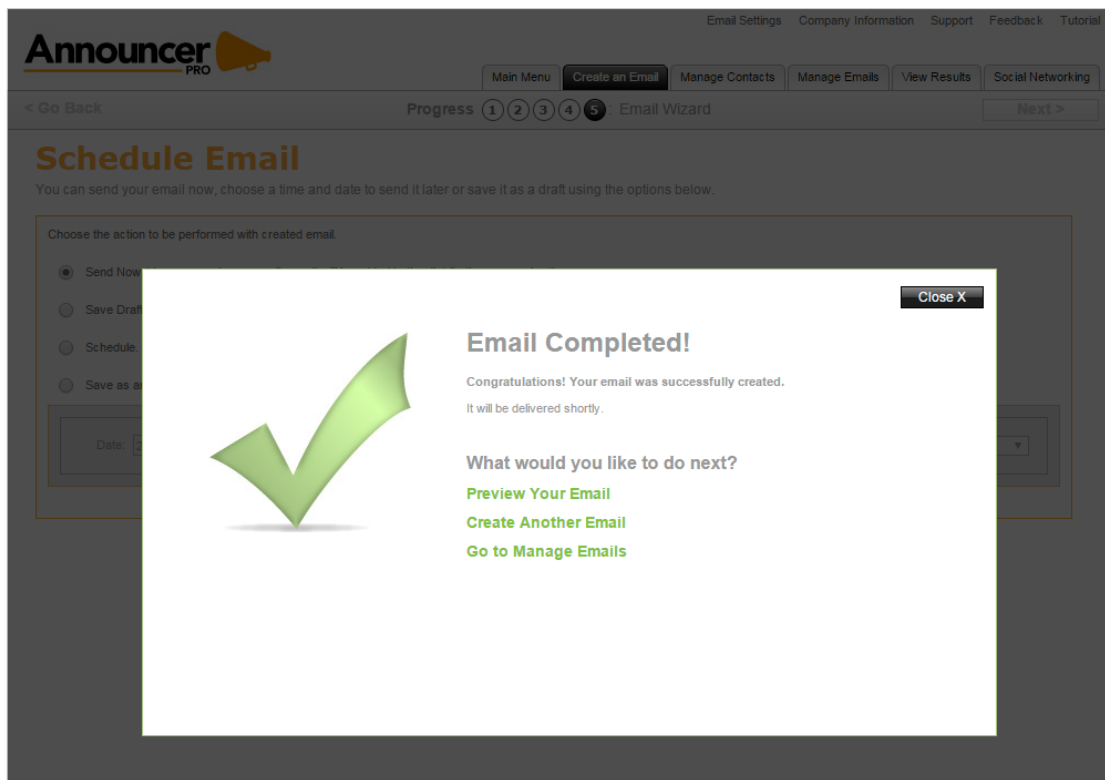 Email Settings Company Information Support Feedback Tutorial
Announcer
PRO
Main Menu Create an Email Manage Contacts Manage Emails View Results Social Networking
< Go Back Progress 1 2 3 4 5 : Email Wizard Next >
Schedule Email
You can send your email now, choose a time and date to send it later or save it as a draft using the options below.
Choose the action to be performed with created email.
Send Now
Save Draft
Schedule.
Save as
Date:
Close X
Email Completed!
Congratulations! Your email was successfully created.
It will be delivered shortly.
What would you like to do next?
Preview Your Email
Create Another Email
Go to Manage Emails